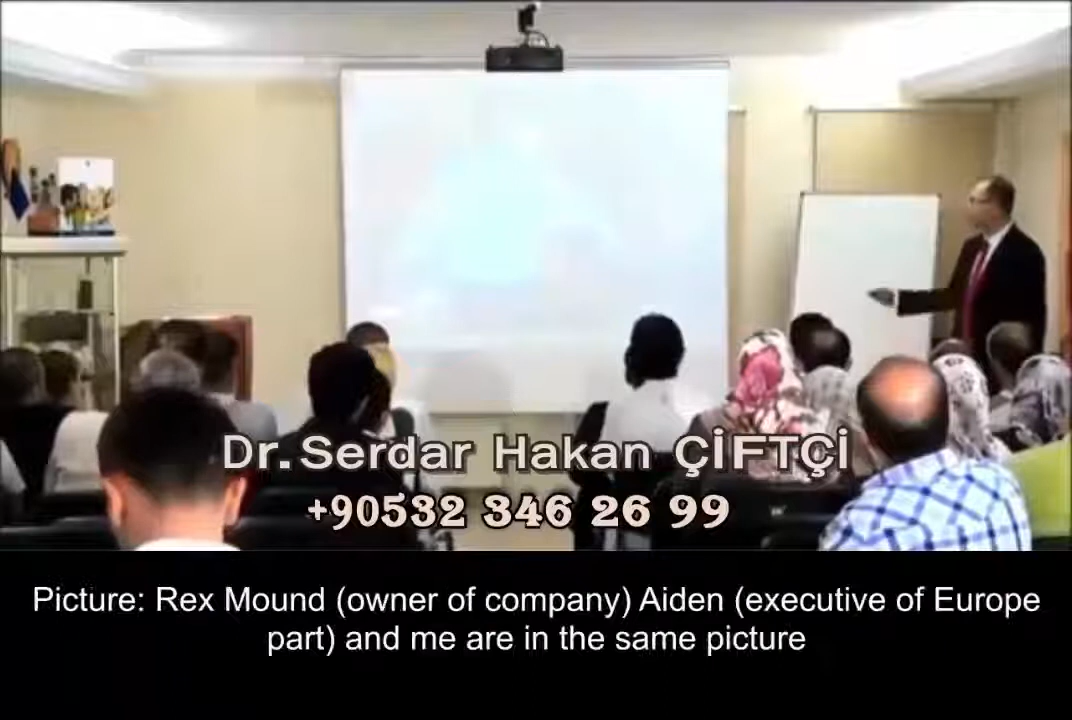 Dr. Serdar Hakan ÇİFTÇİ
+90532 346 26 99
Picture: Rex Mound (owner of company) Aiden (executive of Europe
part) and me are in the same picture